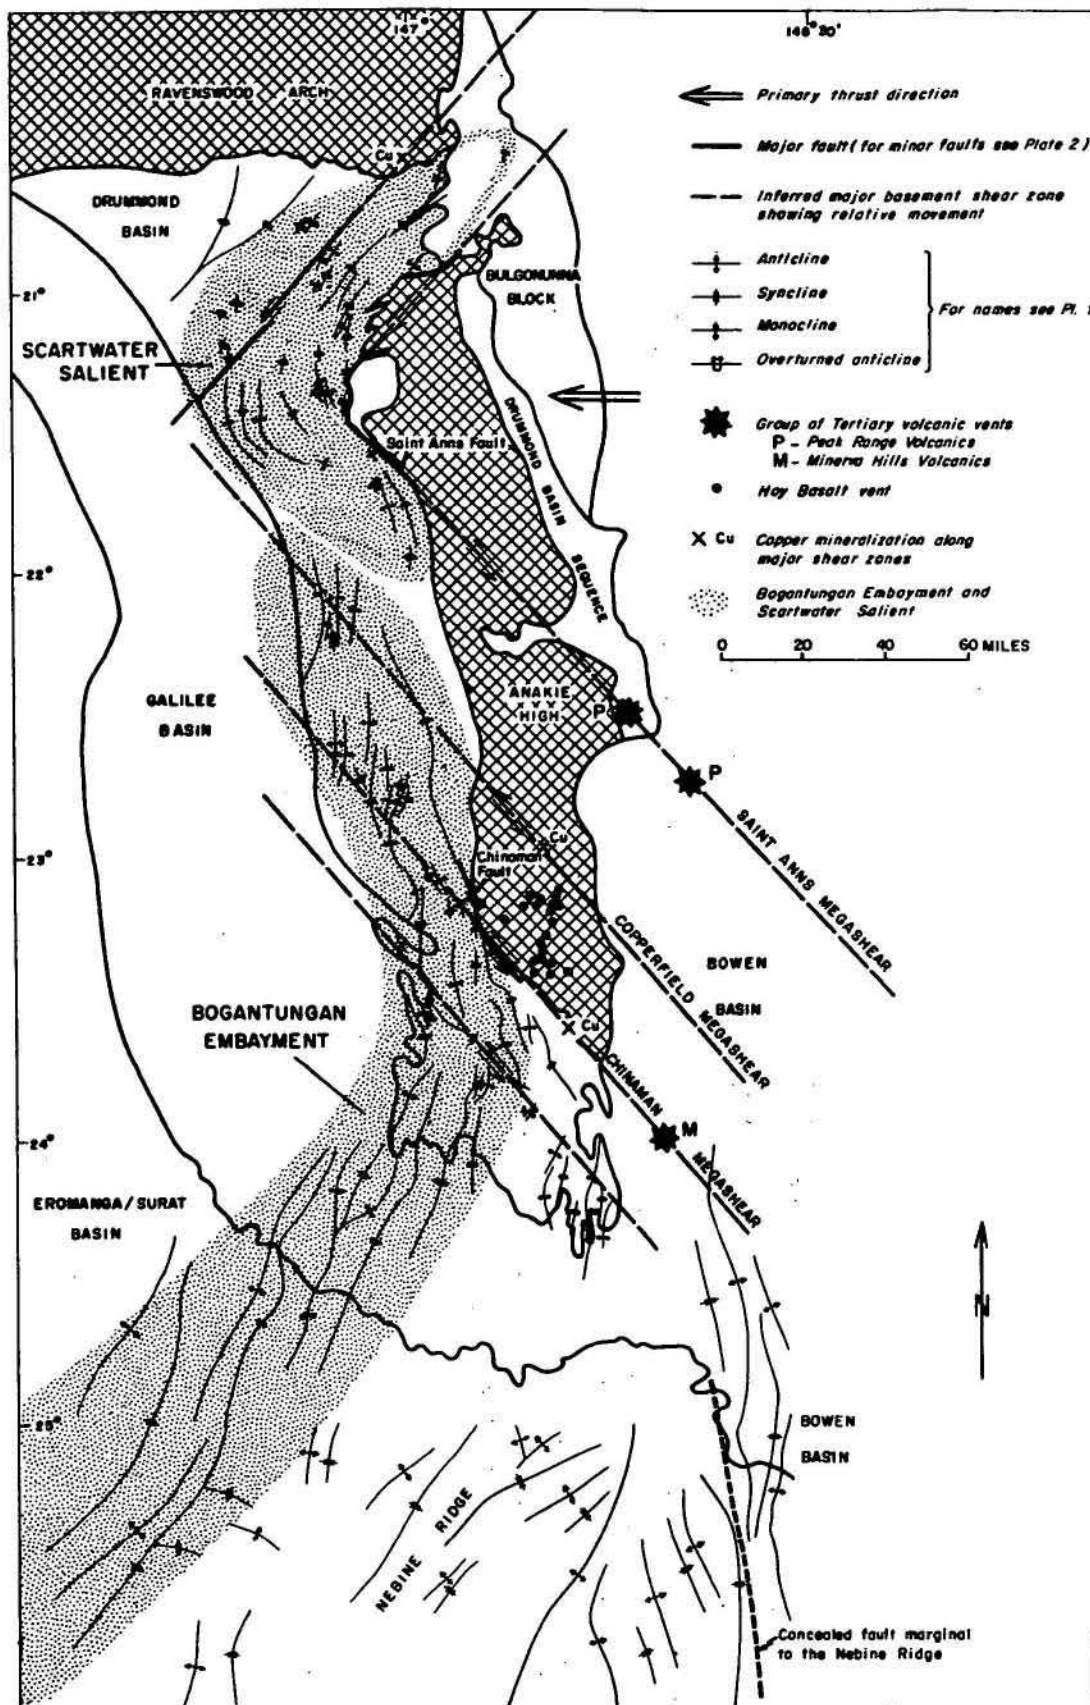 147°
148° 20'
RAVENSWOOD ARCH
Primary thrust direction
Cu
Major fault (for minor faults see Plate 2)
DRUMMOND
BASIN
Inferred major basement shear zone
showing relative movement
Anticline
BULGONUNNA
BLOCK
21°
Syncline
For names see Pl.
Monocline
SCARTWATER
SALIENT
Overturned anticline
DRUMMOND BASIN SEQUENCE
Group of Tertiary volcanic vents
P - Peak Range Volcanics
M - Minerva Hills Volcanics
Saint Anns Fault
Hoy Basalt vent
Cu Copper mineralization along
major shear zones
22°
Bogantungan Embayment and
Scartwater Salient
0 20 40 60 MILES
GALILEE
BASIN
ANAKIE
HIGH
P
P
SAINT ANNS MEGASHEAR
Cu
23°
Chinaman
Fault
COPPERFIELD MEGASHEAR
BOWEN
BASIN
BOGANTUNGAN
EMBAYMENT
Cu
CHINAMAN MEGASHEAR
M
24°
EROMANGA/SURAT
BASIN
N
25°
BOWEN
BASIN
NEBINE RIDGE
Concealed fault marginal
to the Nebine Ridge